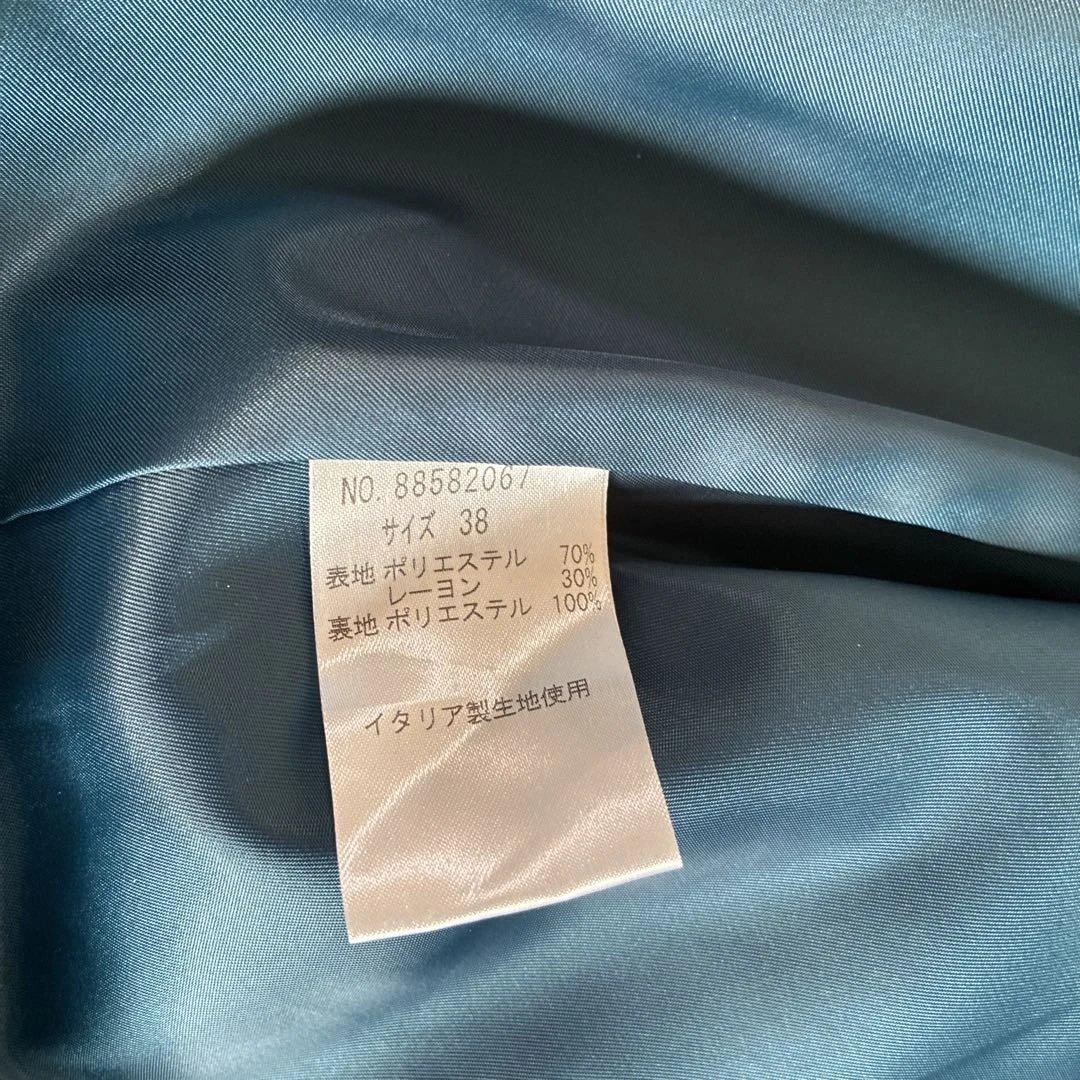 NO. 88582067
サイズ 38
表地 ポリエステル 70%
レーヨン 30%
裏地 ポリエステル 100%
イタリア製生地使用